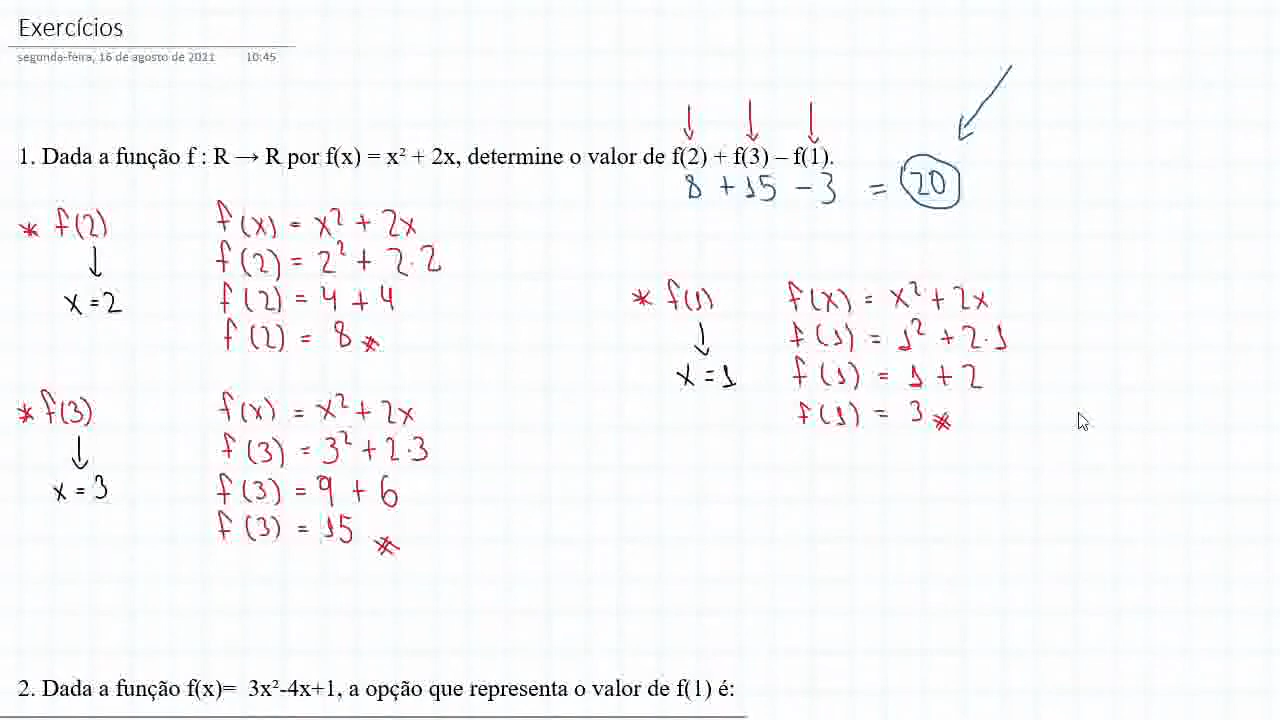 Exercícios
segunda-feira, 16 de agosto de 2021 10:45
1. Dada a função f : R → R por f(x) = x² + 2x, determine o valor de f(2) + f(3) – f(1).
8 + 15 - 3 = 20
* f(2)
↓
x = 2
f(x) = x² + 2x
f(2) = 2² + 2·2
f(2) = 4 + 4
f(2) = 8 *
* f(1)
↓
x = 1
f(x) = x² + 2x
f(1) = 1² + 2·1
f(1) = 1 + 2
f(1) = 3 *
* f(3)
↓
x = 3
f(x) = x² + 2x
f(3) = 3² + 2·3
f(3) = 9 + 6
f(3) = 15 *
2. Dada a função f(x)= 3x²-4x+1, a opção que representa o valor de f(1) é: